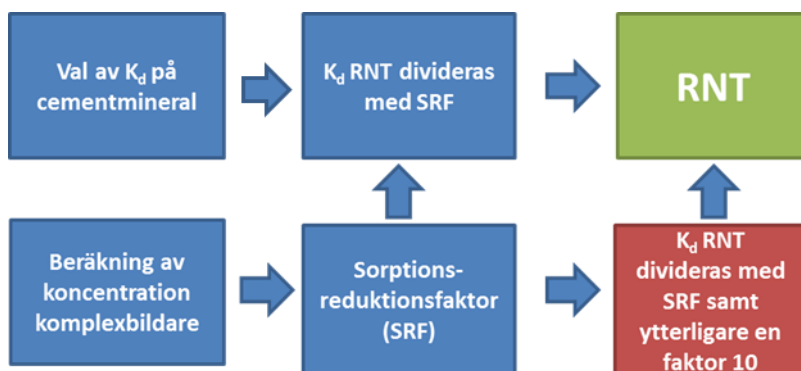 Val av Kd på
cementmineral
Kd RNT divideras
med SRF
RNT
Beräkning av
koncentration
komplexbildare
Sorptions-
reduktionsfaktor
(SRF)
Kd RNT
divideras med
SRF samt
ytterligare en
faktor 10